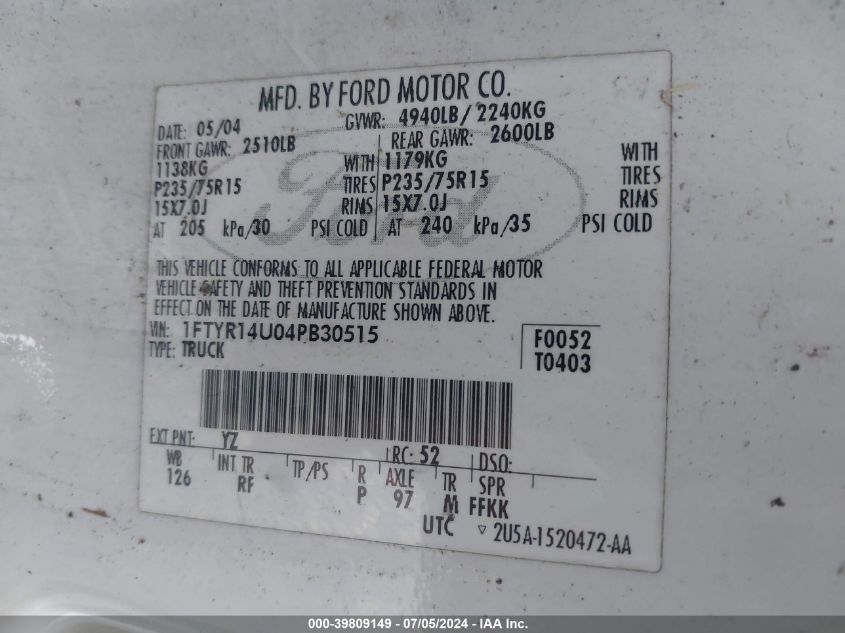 MFD. BY FORD MOTOR CO.
DATE: 05/04 GVWR: 4940LB/ 2240KG
FRONT GAWR: 2510LB REAR GAWR: 2600LB
1138KG WITH 1179KG WITH
P235/75R15 TIRES P235/75R15 TIRES
15X7.0J RIMS 15X7.0J RIMS
AT 205 kPa/30 PSI COLD AT 240 kPa/35 PSI COLD
Ford
THIS VEHICLE CONFORMS TO ALL APPLICABLE FEDERAL MOTOR
VEHICLE SAFETY AND THEFT PREVENTION STANDARDS IN
EFFECT ON THE DATE OF MANUFACTURE SHOWN ABOVE.
VIN: 1FTYR14U04PB30515 F0052
TYPE: TRUCK T0403
EXT PNT: YZ RC: 52 DSO:
WB INT TR TP/PS R AXLE TR SPR
126 RF P 97 M FFKK
UTC ▽ 2U5A-1520472-AA
000-39809149 - 07/05/2024 - © IAA Inc.